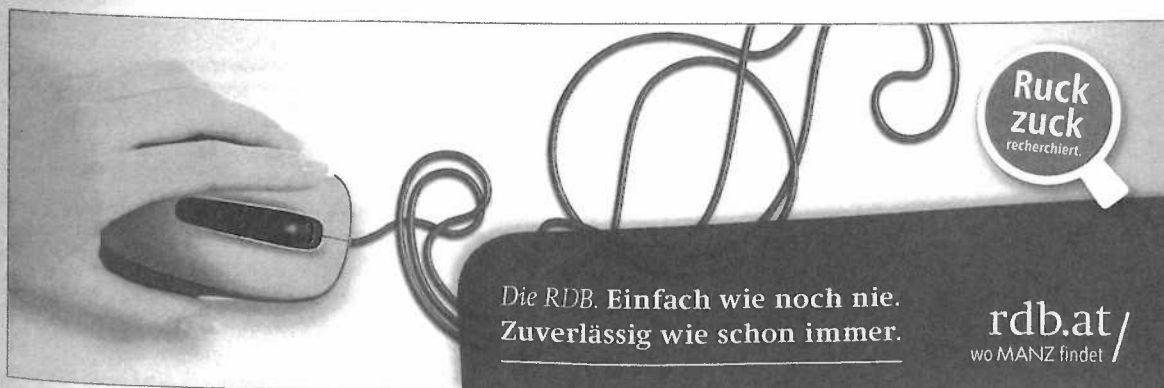 Ruck
zuck
recherchiert.
Die RDB. Einfach wie noch nie.
Zuverlässig wie schon immer.
rdb.at/
wo MANZ findet